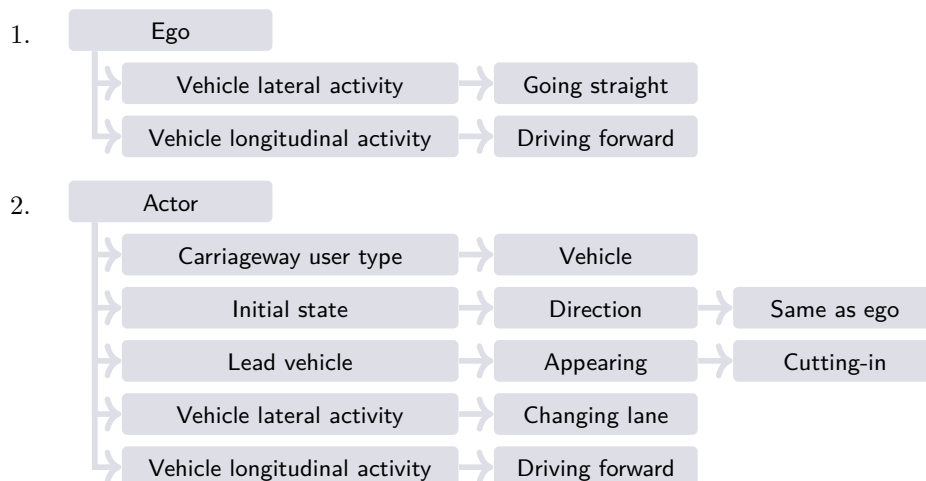 1. Ego
Vehicle lateral activity Going straight
Vehicle longitudinal activity Driving forward
2. Actor
Carriageway user type Vehicle
Initial state Direction Same as ego
Lead vehicle Appearing Cutting-in
Vehicle lateral activity Changing lane
Vehicle longitudinal activity Driving forward